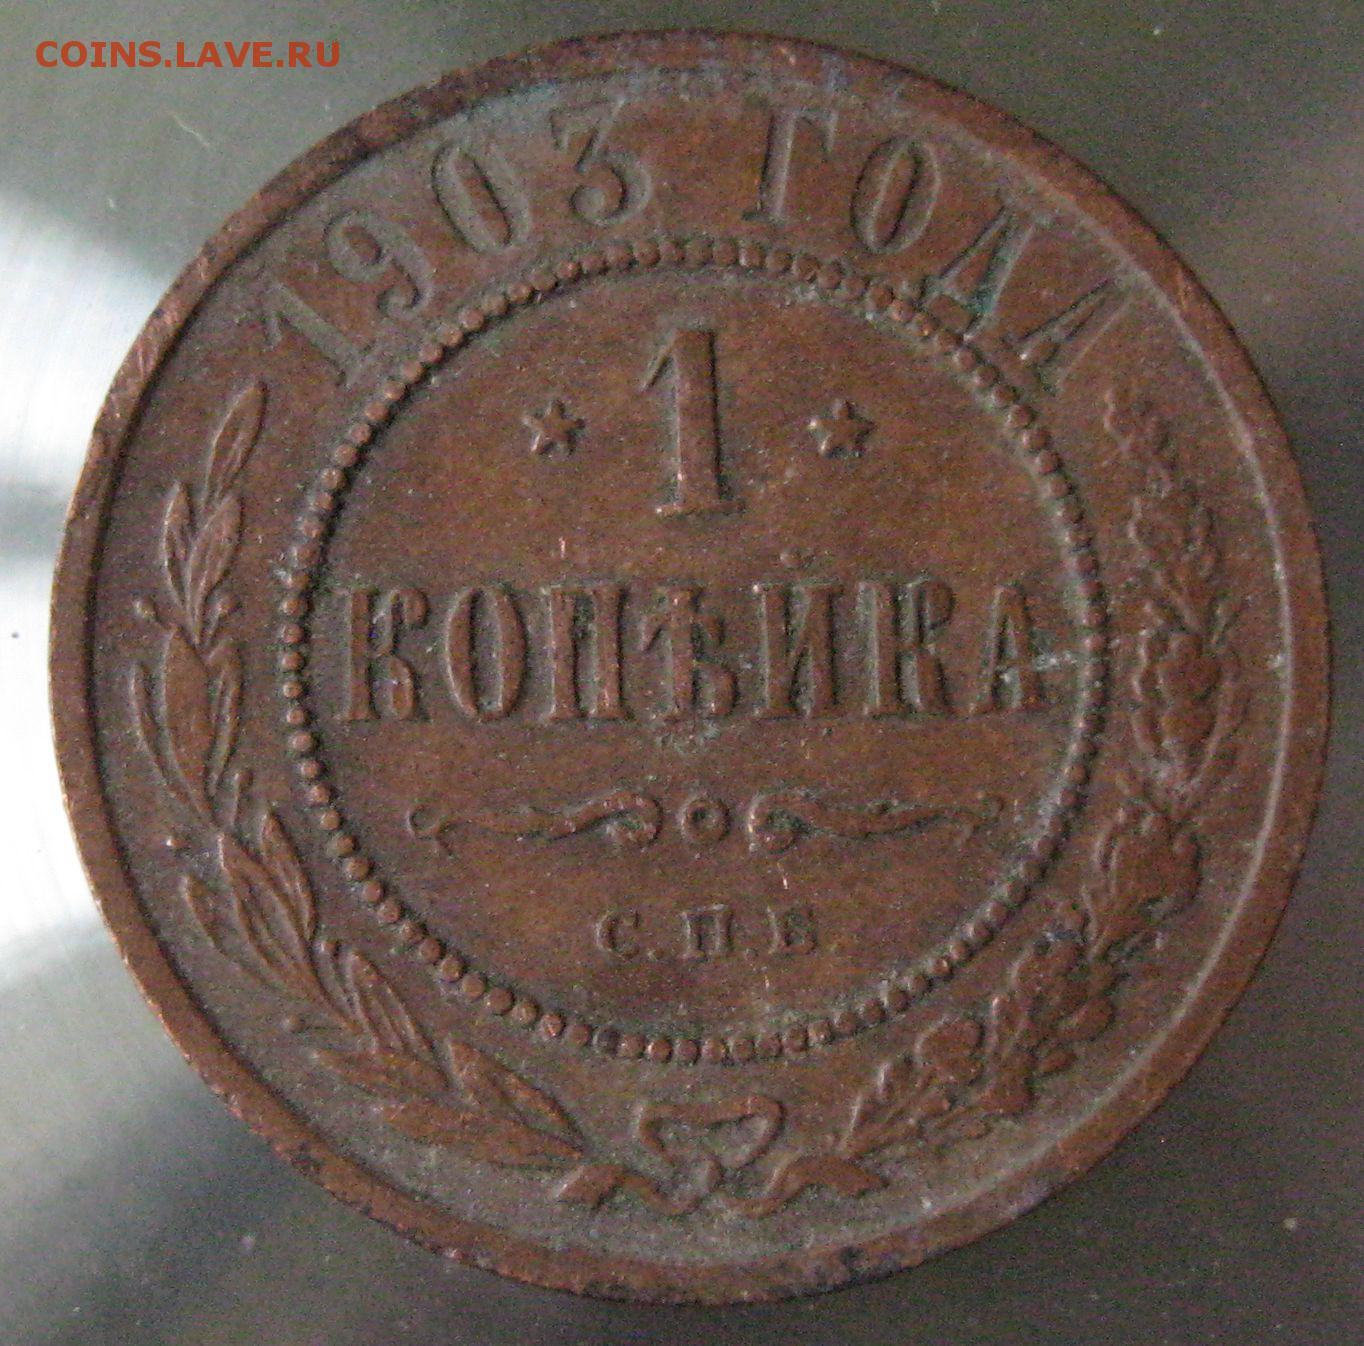 COINS.LAVE.RU
1903 ГОДА
1
КОПѢЙКА
С.П.Б.